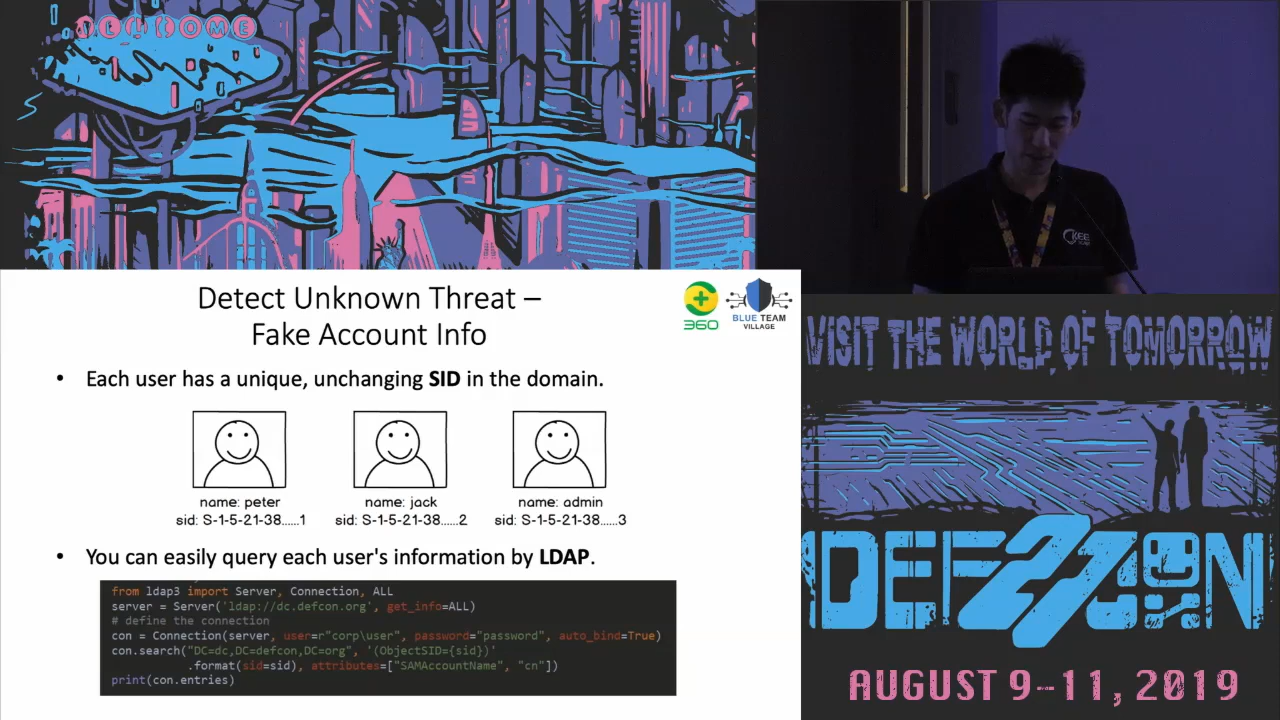 WELCOME
Detect Unknown Threat –
Fake Account Info
360
BLUE TEAM
VILLAGE
• Each user has a unique, unchanging SID in the domain.
name: peter
sid: S-1-5-21-38......1
name: jack
sid: S-1-5-21-38......2
name: admin
sid: S-1-5-21-38......3
• You can easily query each user's information by LDAP.
from ldap3 import Server, Connection, ALL
server = Server('ldap://dc.defcon.org', get_info=ALL)
# define the connection
con = Connection(server, user=r"corp\user", password="password", auto_bind=True)
con.search("DC=dc,DC=defcon,DC=org", '(ObjectSID={sid})'
.format(sid=sid), attributes=["SAMAccountName", "cn"])
print(con.entries)
VISIT THE WORLD OF TOMORROW
DEF27CON
AUGUST 9-11, 2019